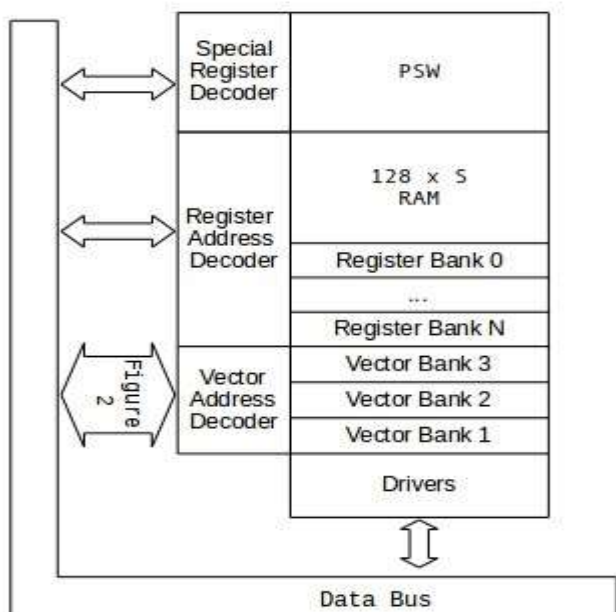 Special
Register
Decoder
PSW
Register
Address
Decoder
128 x S
RAM
Register Bank 0
...
Register Bank N
Figure
2
Vector
Address
Decoder
Vector Bank 3
Vector Bank 2
Vector Bank 1
Drivers
Data Bus